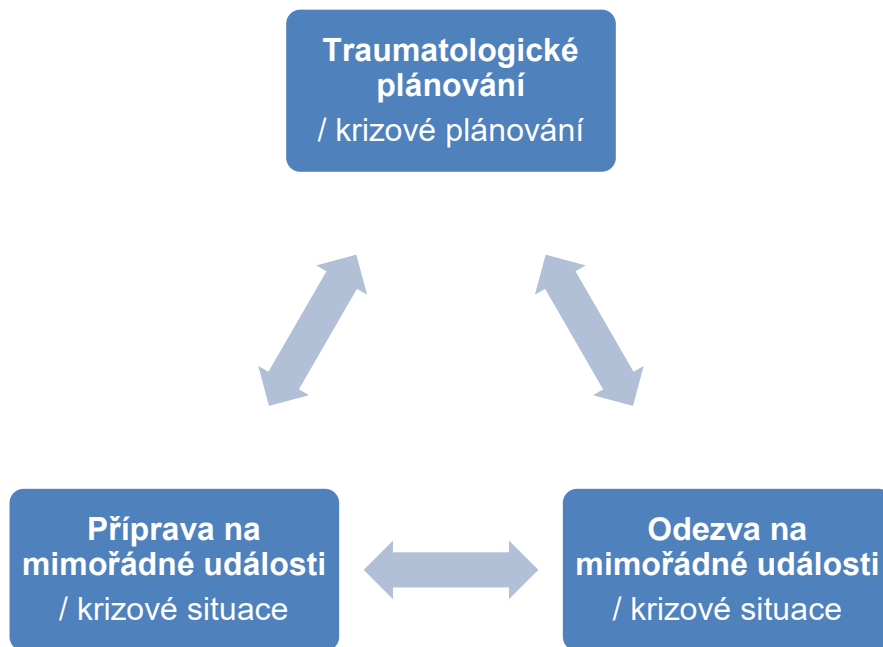 Traumatologické
plánování
/ krizové plánování
Příprava na
mimořádné události
/ krizové situace
Odezva na
mimořádné události
/ krizové situace